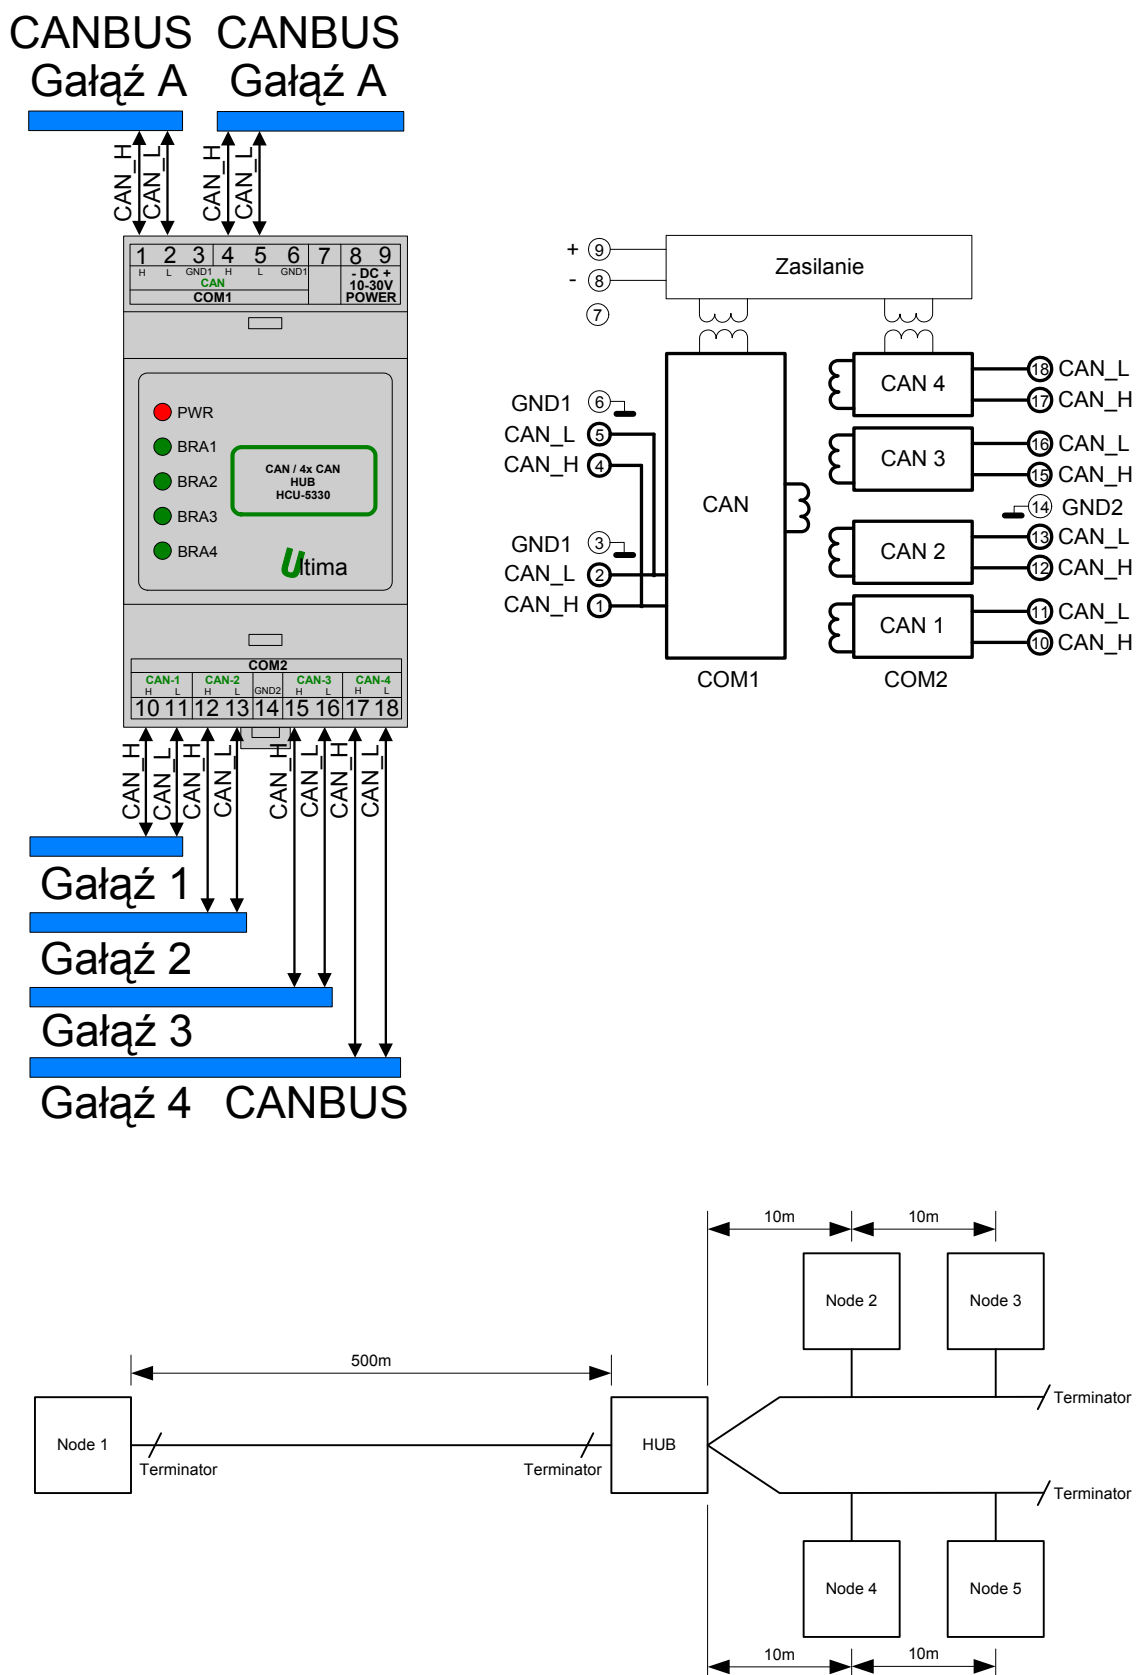 CANBUS CANBUS
Gałąź A Gałąź A
CAN_H CAN_L CAN_H CAN_L
1 2 3 4 5 6 7 8 9
H L GND1 H L GND1
CAN
COM1
- DC +
10-30V
POWER
PWR
BRA1
BRA2
BRA3
BRA4
CAN / 4x CAN
HUB
HCU-5330
Ultima
COM2
CAN-1 CAN-2 CAN-3 CAN-4
H L H L GND2 H L H L
10 11 12 13 14 15 16 17 18
CAN_H CAN_L CAN_H CAN_L CAN_H CAN_L CAN_H CAN_L
Gałąź 1
Gałąź 2
Gałąź 3
Gałąź 4 CANBUS
+ 9
- 8
7
Zasilanie
GND1 6
CAN_L 5
CAN_H 4
GND1 3
CAN_L 2
CAN_H 1
CAN
COM1
CAN 4
18 CAN_L
17 CAN_H
CAN 3
16 CAN_L
15 CAN_H
14 GND2
CAN 2
13 CAN_L
12 CAN_H
CAN 1
11 CAN_L
10 CAN_H
COM2
10m 10m
Node 2 Node 3
500m
Terminator
Node 1 HUB
Terminator Terminator
Terminator
Node 4 Node 5
10m 10m